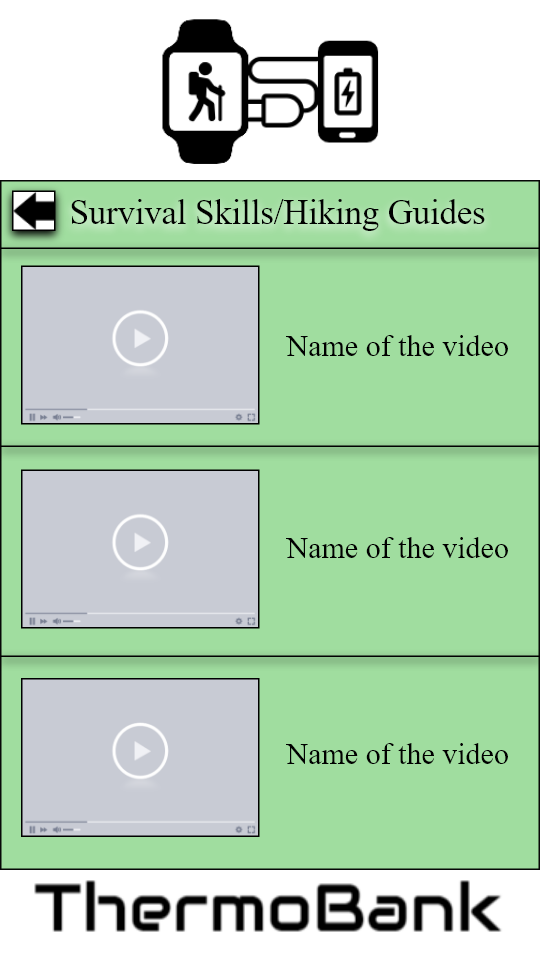 Survival Skills/Hiking Guides
Name of the video
Name of the video
Name of the video
ThermoBank